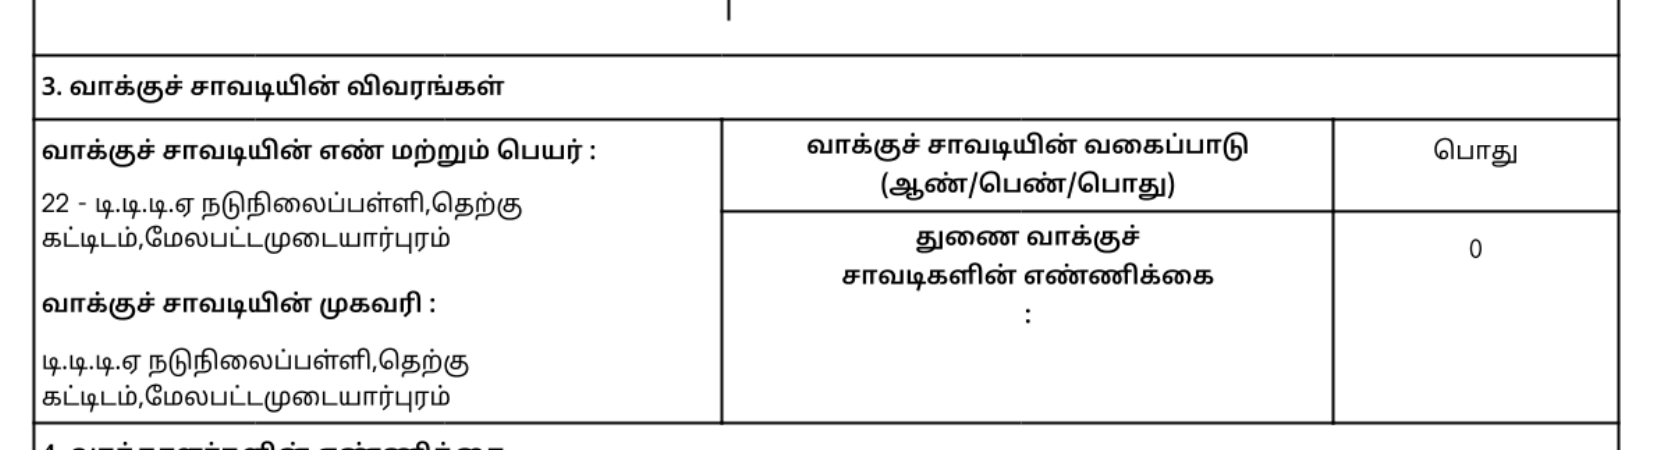 3. வாக்குச் சாவடியின் விவரங்கள்
வாக்குச் சாவடியின் எண் மற்றும் பெயர் :
22 - டி.டி.டி.ஏ நடுநிலைப்பள்ளி,தெற்கு
கட்டிடம்,மேலபட்டமுடையார்புரம்
வாக்குச் சாவடியின் முகவரி :
டி.டி.டி.ஏ நடுநிலைப்பள்ளி,தெற்கு
கட்டிடம்,மேலபட்டமுடையார்புரம்
வாக்குச் சாவடியின் வகைப்பாடு
(ஆண்/பெண்/பொது)
பொது
துணை வாக்குச்
சாவடிகளின் எண்ணிக்கை
:
0